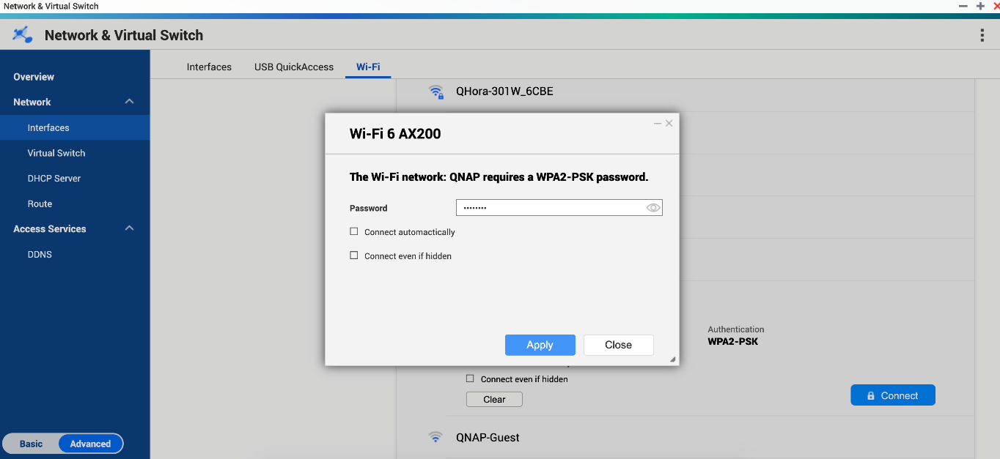 Network & Virtual Switch
Network & Virtual Switch
Overview
Network
Interfaces
Virtual Switch
DHCP Server
Route
Access Services
DDNS
Basic
Advanced
Interfaces
USB QuickAccess
Wi-Fi
QHora-301W_6CBE
Wi-Fi 6 AX200
The Wi-Fi network: QNAP requires a WPA2-PSK password.
Password ••••••••
Connect automactically
Connect even if hidden
Apply
Close
Authentication
WPA2-PSK
Connect even if hidden
Clear
Connect
QNAP-Guest